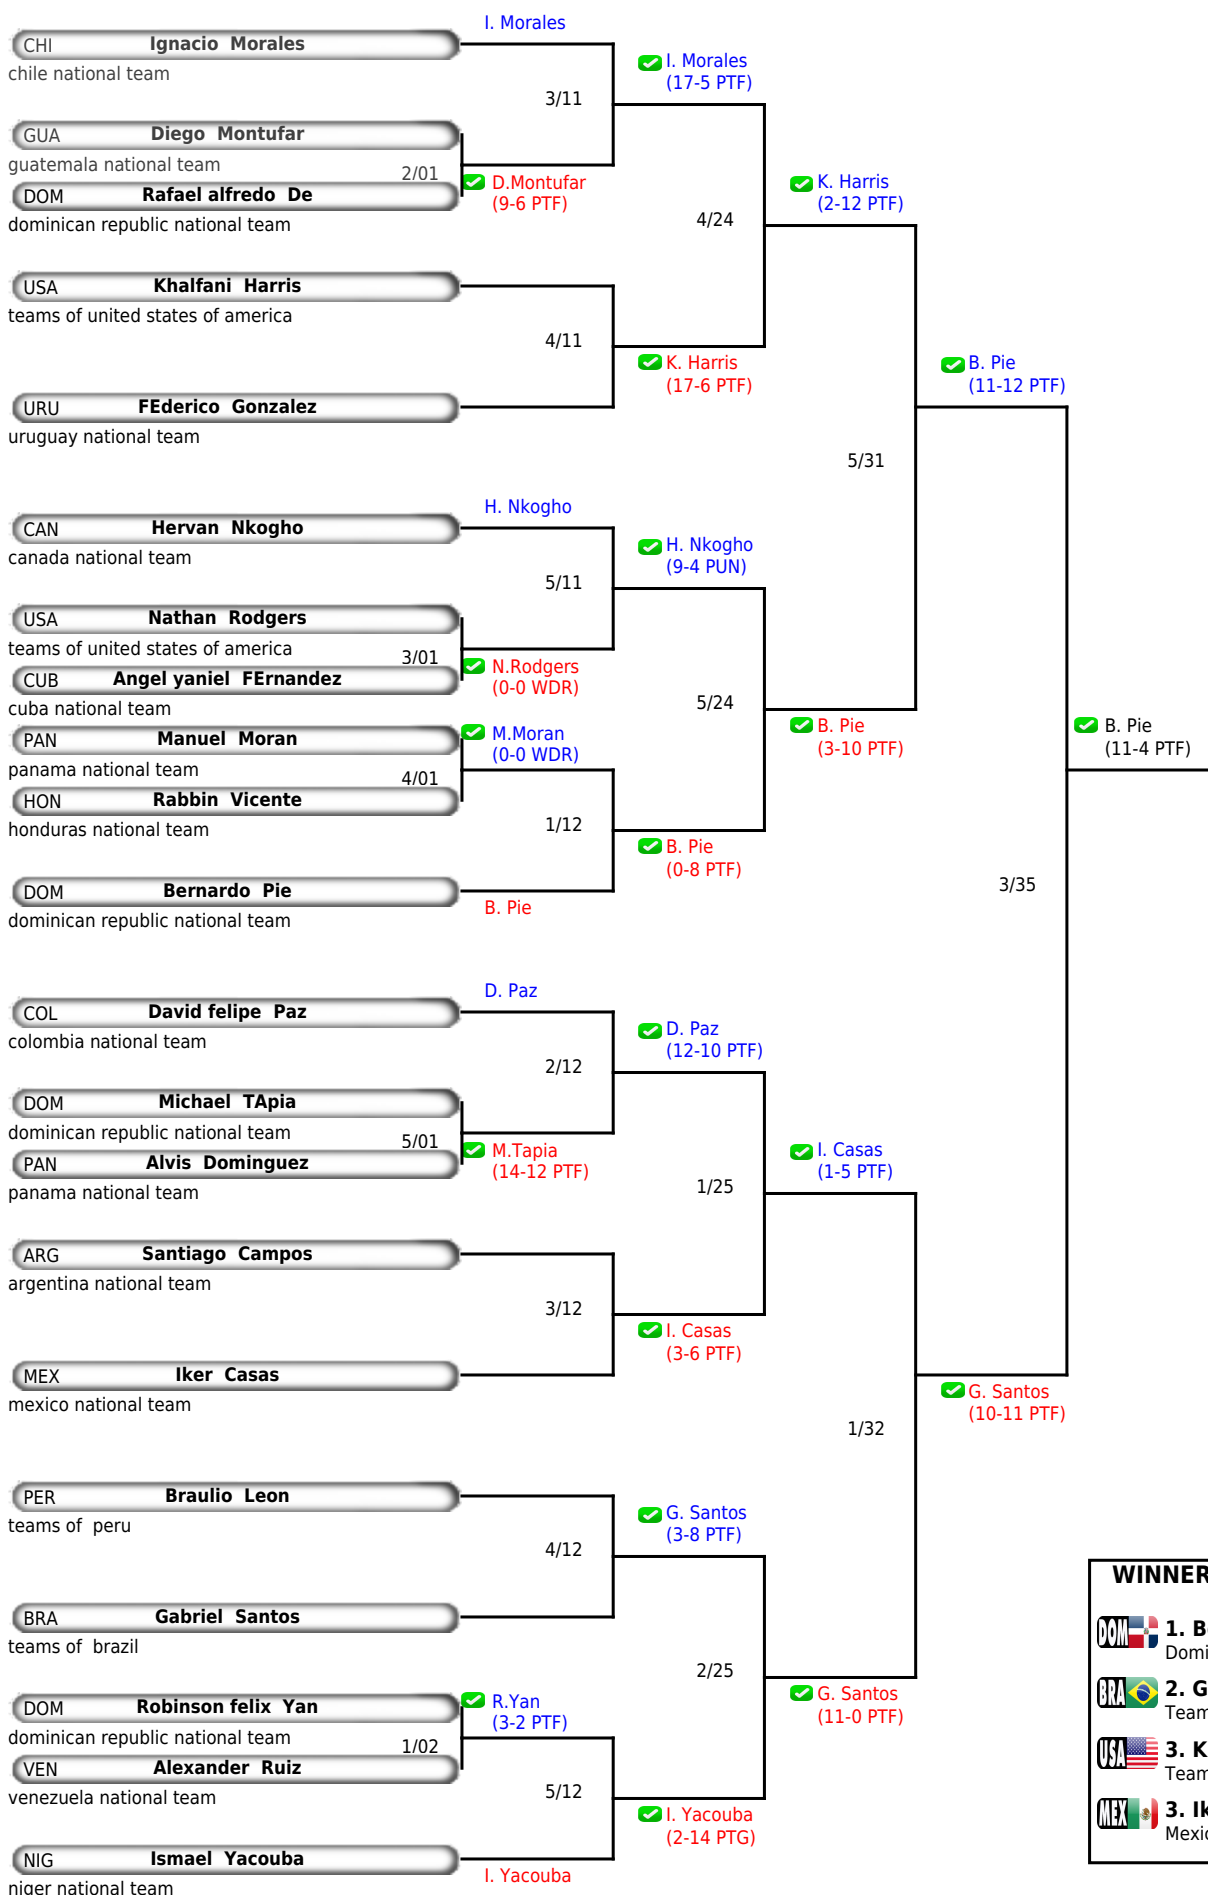 I. Morales
CHI Ignacio Morales
chile national team
I. Morales
(17-5 PTF)
3/11
GUA Diego Montufar
guatemala national team
2/01
D.Montufar
(9-6 PTF)
DOM Rafael alfredo De
dominican republic national team
K. Harris
(2-12 PTF)
4/24
USA Khalfani Harris
teams of united states of america
4/11
K. Harris
(17-6 PTF)
B. Pie
(11-12 PTF)
URU FEderico Gonzalez
uruguay national team
5/31
H. Nkogho
CAN Hervan Nkogho
canada national team
H. Nkogho
(9-4 PUN)
5/11
USA Nathan Rodgers
teams of united states of america
3/01
N.Rodgers
(0-0 WDR)
CUB Angel yaniel FErnandez
cuba national team
5/24
PAN Manuel Moran
panama national team
M.Moran
(0-0 WDR)
B. Pie
(3-10 PTF)
B. Pie
(11-4 PTF)
4/01
HON Rabbin Vicente
honduras national team
1/12
B. Pie
(0-8 PTF)
DOM Bernardo Pie
dominican republic national team
B. Pie
3/35
D. Paz
COL David felipe Paz
colombia national team
D. Paz
(12-10 PTF)
2/12
DOM Michael TApia
dominican republic national team
5/01
M.Tapia
(14-12 PTF)
I. Casas
(1-5 PTF)
PAN Alvis Dominguez
panama national team
1/25
ARG Santiago Campos
argentina national team
3/12
I. Casas
(3-6 PTF)
MEX Iker Casas
mexico national team
G. Santos
(10-11 PTF)
1/32
PER Braulio Leon
teams of  peru
G. Santos
(3-8 PTF)
4/12
BRA Gabriel Santos
teams of  brazil
2/25
DOM Robinson felix Yan
dominican republic national team
R.Yan
(3-2 PTF)
G. Santos
(11-0 PTF)
1/02
VEN Alexander Ruiz
venezuela national team
5/12
I. Yacouba
(2-14 PTG)
NIG Ismael Yacouba
niger national team
I. Yacouba
WINNER
DOM 1. B
Domi
BRA 2. G
Team
USA 3. K
Team
MEX 3. Ik
Mexic